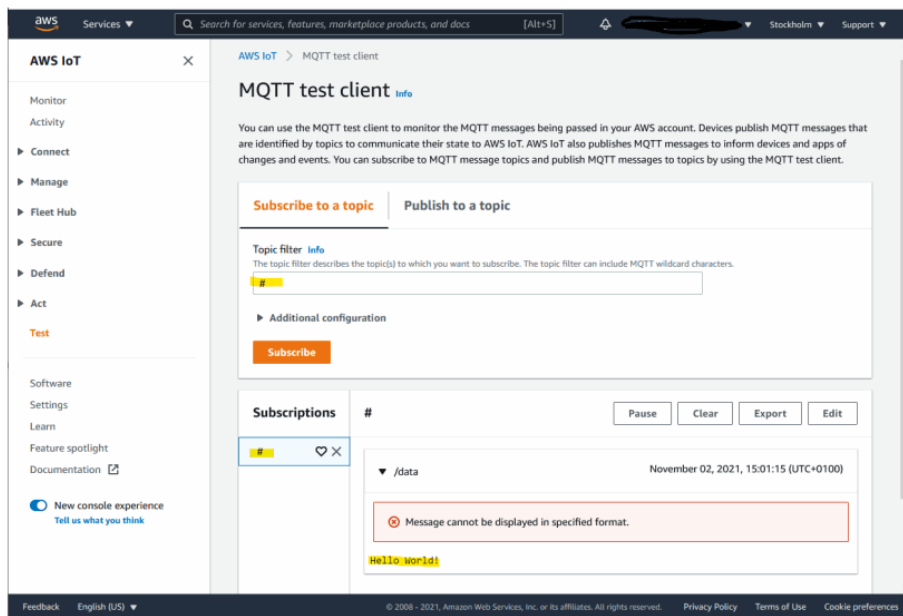 aws
Services ▼
Search for services, features, marketplace products, and docs [Alt+S]
Stockholm ▼
Support ▼
AWS IoT
Monitor
Activity
Connect
Manage
Fleet Hub
Secure
Defend
Act
Test
Software
Settings
Learn
Feature spotlight
Documentation
New console experience
Tell us what you think
AWS IoT > MQTT test client
MQTT test client Info
You can use the MQTT test client to monitor the MQTT messages being passed in your AWS account. Devices publish MQTT messages that
are identified by topics to communicate their state to AWS IoT. AWS IoT also publishes MQTT messages to inform devices and apps of
changes and events. You can subscribe to MQTT message topics and publish MQTT messages to topics by using the MQTT test client.
Subscribe to a topic
Publish to a topic
Topic filter Info
The topic filter describes the topic(s) to which you want to subscribe. The topic filter can include MQTT wildcard characters.
#
Additional configuration
Subscribe
Subscriptions
#
Pause
Clear
Export
Edit
#
/data
November 02, 2021, 15:01:15 (UTC+0100)
Message cannot be displayed in specified format.
Hello World!
Feedback
English (US) ▼
© 2008 - 2021, Amazon Web Services, Inc. or its affiliates. All rights reserved.
Privacy Policy
Terms of Use
Cookie preferences